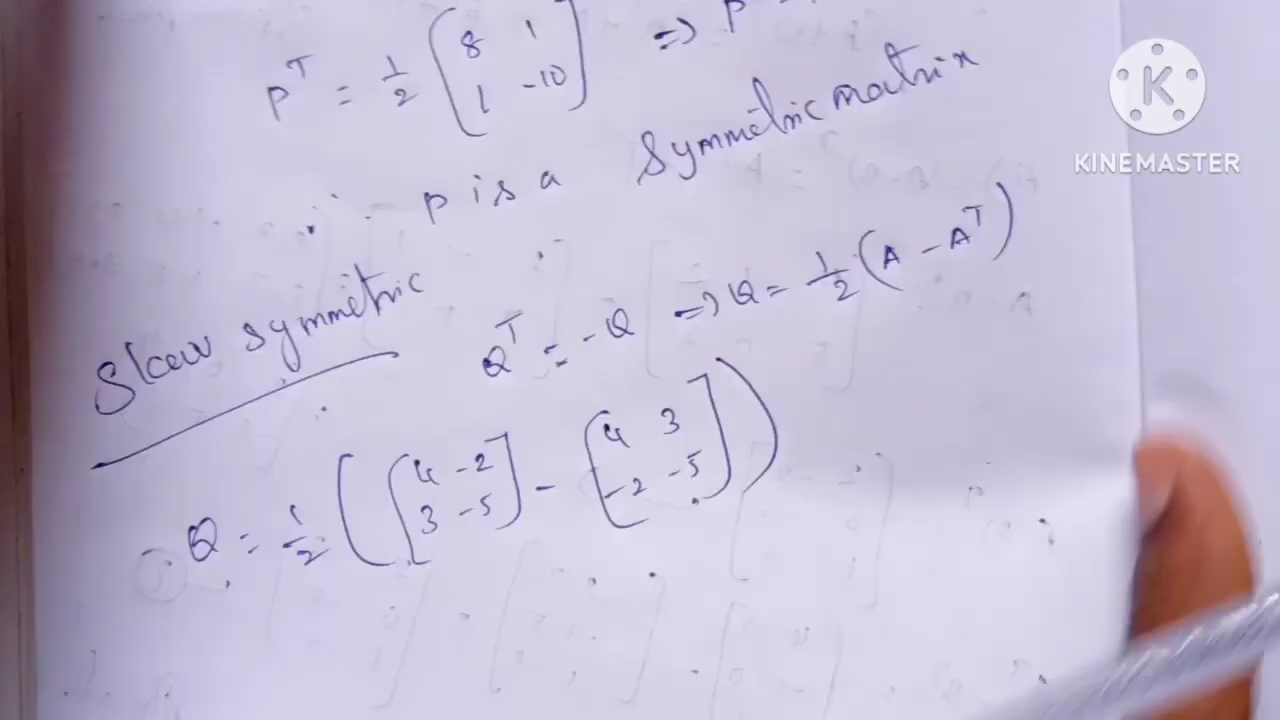 P^T = 1/2 [8 1
1 -10] => P
∴ P is a Symmetric matrix
K
KINEMASTER
Skew symmetric
Q^T = -Q => Q = 1/2 (A - A^T)
Q = 1/2 ( [4 -2
3 -5] - [4 3
-2 -5] )